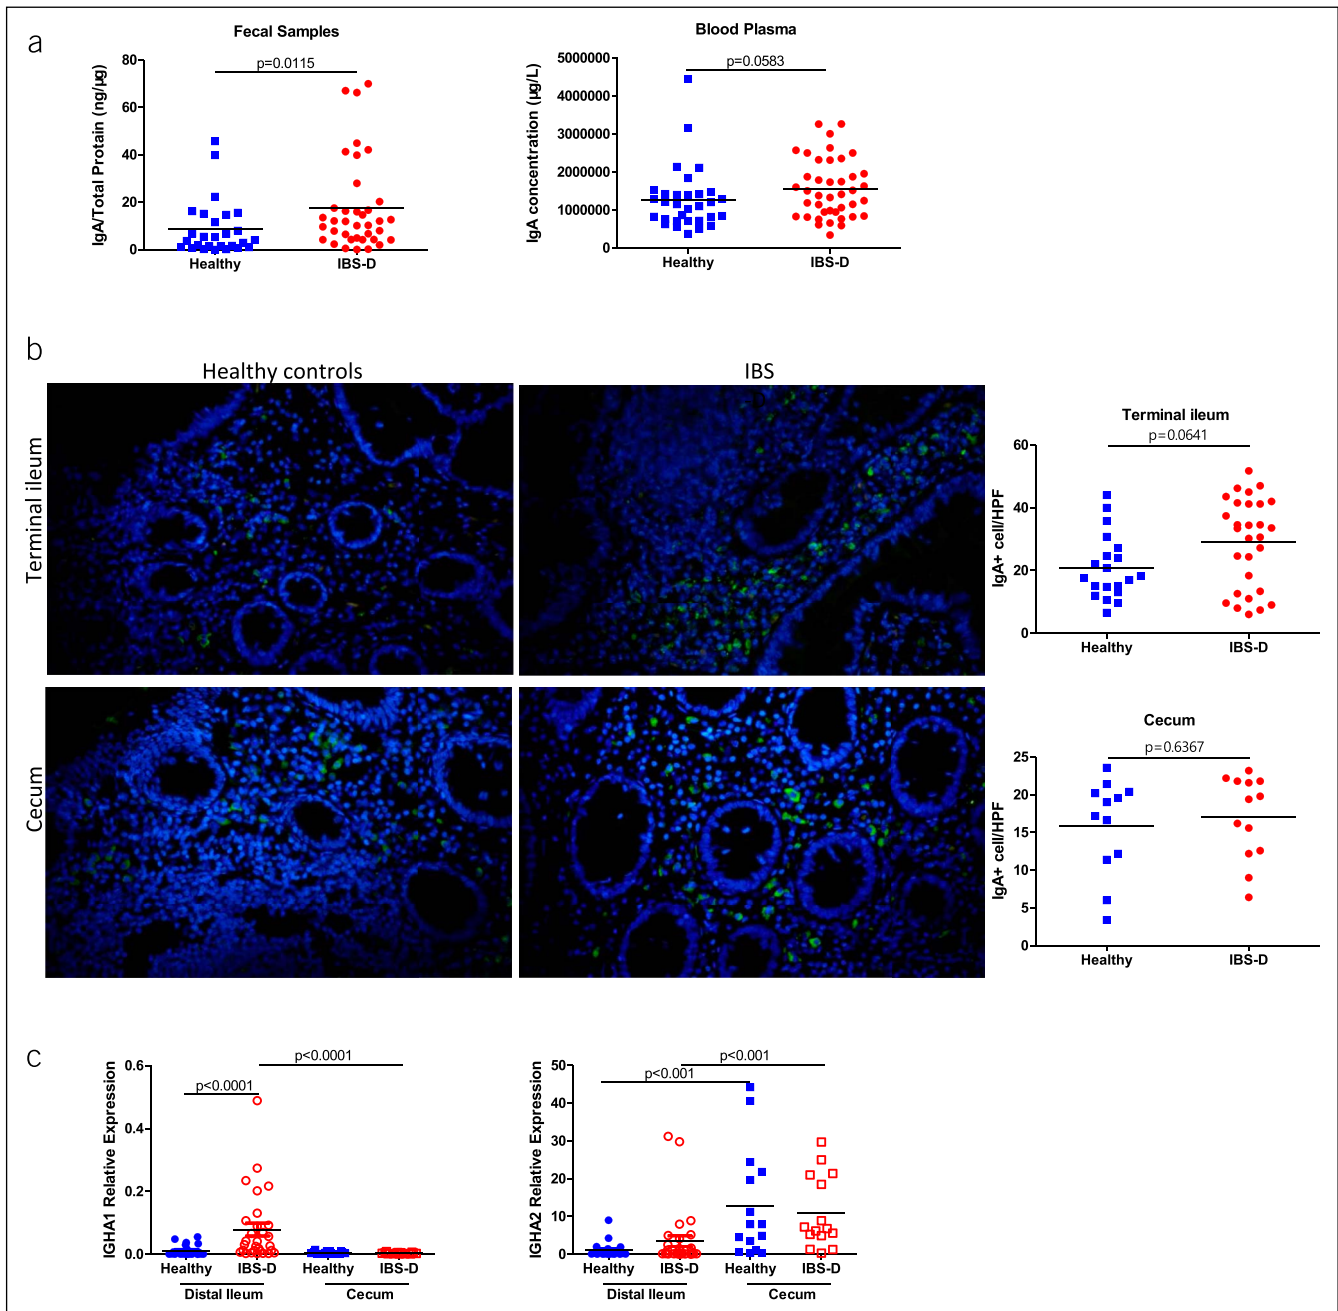 a
Fecal Samples
IgA/Total Protain (ng/µg)
80
60
40
20
0
p=0.0115
Healthy
IBS-D
Blood Plasma
IgA concentration (µg/L)
5000000
4000000
3000000
2000000
1000000
0
p=0.0583
Healthy
IBS-D
b
Healthy controls
IBS
Terminal ileum
Cecum
Terminal ileum
p=0.0641
IgA+ cell/HPF
60
40
20
0
Healthy
IBS-D
Cecum
p=0.6367
IgA+ cell/HPF
25
20
15
10
5
0
Healthy
IBS-D
c
IGHA1 Relative Expression
0.6
0.4
0.2
0.0
p<0.0001
p<0.0001
Healthy
IBS-D
Healthy
IBS-D
Distal Ileum
Cecum
IGHA2 Relative Expression
50
40
30
20
10
0
p<0.001
p<0.001
Healthy
IBS-D
Healthy
IBS-D
Distal Ileum
Cecum